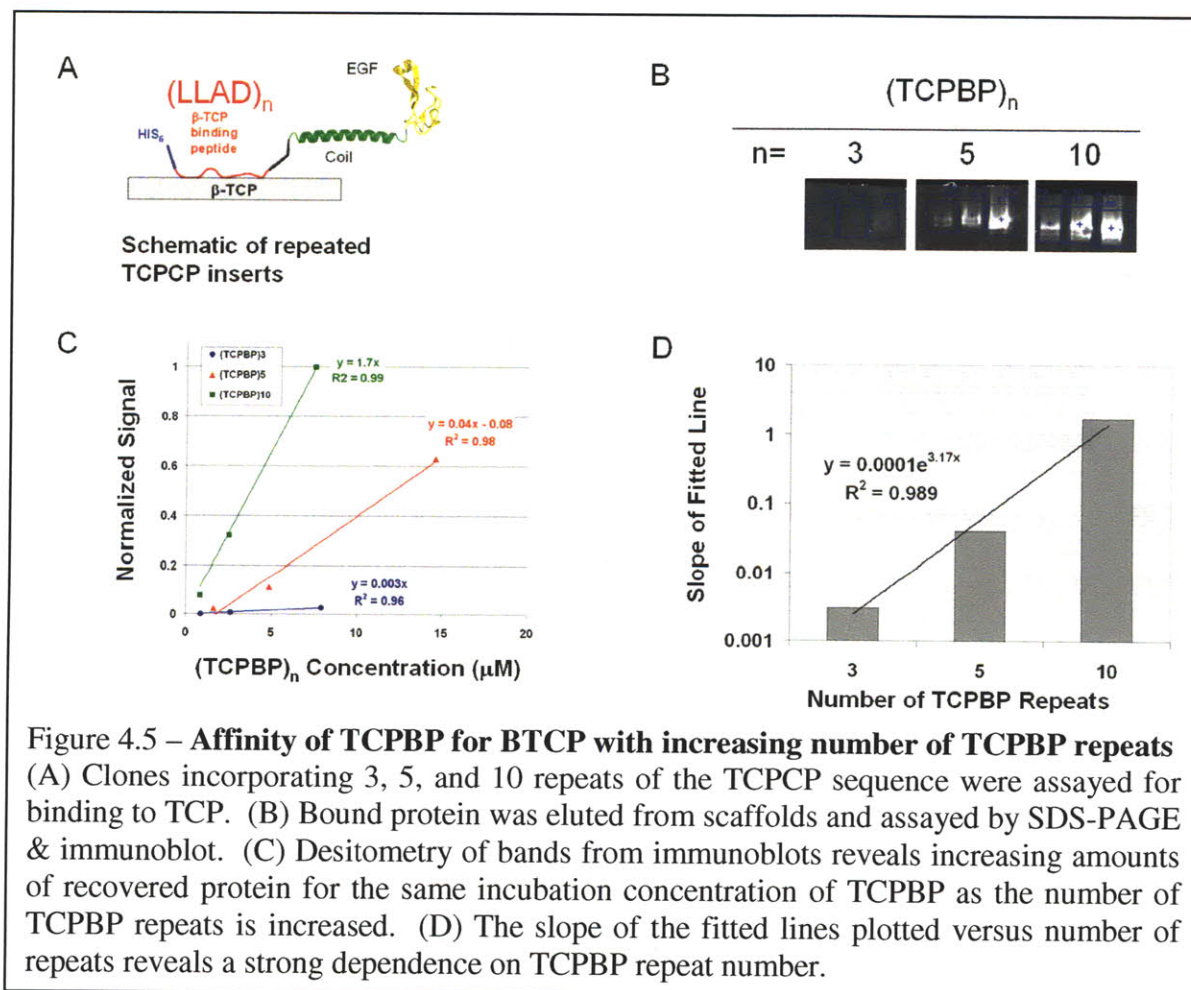 A
(LLAD)n
β-TCP
binding
peptide
HIS6
EGF
Coil
β-TCP
Schematic of repeated
TCPCP inserts
B
(TCPBP)n
n= 3 5 10
C
(TCPBP)3
(TCPBP)5
(TCPBP)10
y = 1.7x
R2 = 0.99
y = 0.04x - 0.08
R² = 0.98
y = 0.003x
R² = 0.96
Normalized Signal
1
0.8
0.6
0.4
0.2
0
0 5 10 15 20
(TCPBP)n Concentration (μM)
D
Slope of Fitted Line
10
1
0.1
0.01
0.001
y = 0.0001e^3.17x
R² = 0.989
3 5 10
Number of TCPBP Repeats
Figure 4.5 – Affinity of TCPBP for BTCP with increasing number of TCPBP repeats
(A) Clones incorporating 3, 5, and 10 repeats of the TCPCP sequence were assayed for
binding to TCP. (B) Bound protein was eluted from scaffolds and assayed by SDS-PAGE
& immunoblot. (C) Desitometry of bands from immunoblots reveals increasing amounts
of recovered protein for the same incubation concentration of TCPBP as the number of
TCPBP repeats is increased. (D) The slope of the fitted lines plotted versus number of
repeats reveals a strong dependence on TCPBP repeat number.